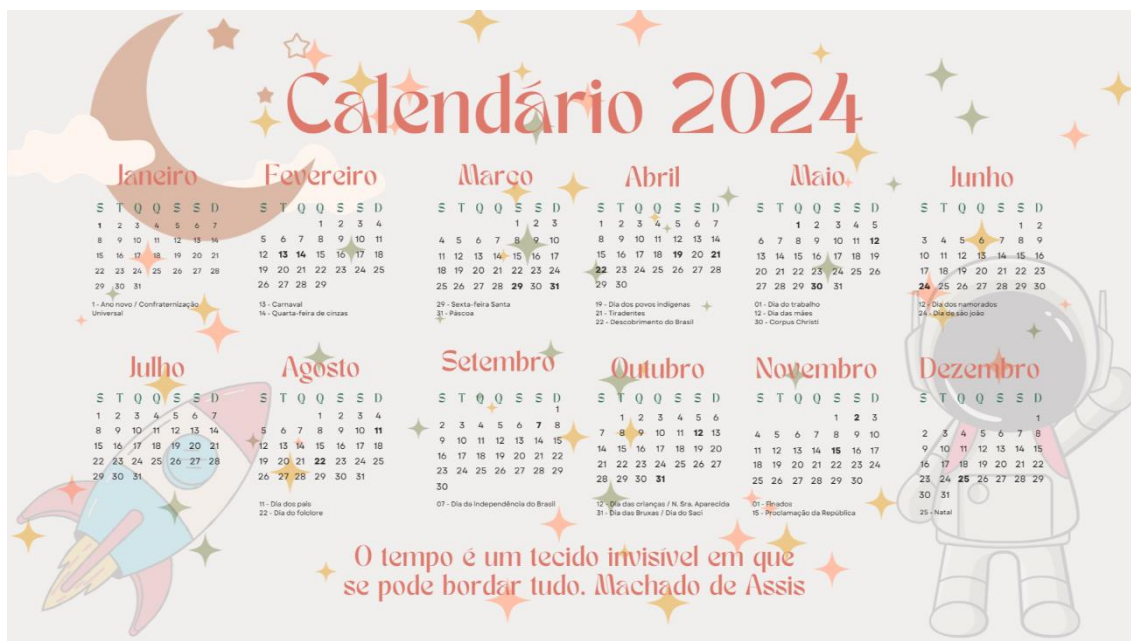 Calendário 2024
Janeiro
S T Q Q S S D
1 2 3 4 5 6 7
8 9 10 11 12 13 14
15 16 17 18 19 20 21
22 23 24 25 26 27 28
29 30 31
1 - Ano novo / Confraternização
Universal
Fevereiro
S T Q Q S S D
1 2 3 4
5 6 7 8 9 10 11
12 13 14 15 16 17 18
19 20 21 22 23 24 25
26 27 28 29
13 - Carnaval
14 - Quarta-feira de cinzas
Março
S T Q Q S S D
1 2 3
4 5 6 7 8 9 10
11 12 13 14 15 16 17
18 19 20 21 22 23 24
25 26 27 28 29 30 31
29 - Sexta-feira Santa
31 - Páscoa
Abril
S T Q Q S S D
1 2 3 4 5 6 7
8 9 10 11 12 13 14
15 16 17 18 19 20 21
22 23 24 25 26 27 28
29 30
19 - Dia dos povos indígenas
21 - Tiradentes
22 - Descobrimento do Brasil
Maio
S T Q Q S S D
1 2 3 4 5
6 7 8 9 10 11 12
13 14 15 16 17 18 19
20 21 22 23 24 25 26
27 28 29 30 31
01 - Dia do trabalho
12 - Dia das mães
30 - Corpus Christi
Junho
S T Q Q S S D
1 2
3 4 5 6 7 8 9
10 11 12 13 14 15 16
17 18 19 20 21 22 23
24 25 26 27 28 29 30
12 - Dia dos namorados
24 - Dia de são joão
Julho
S T Q Q S S D
1 2 3 4 5 6 7
8 9 10 11 12 13 14
15 16 17 18 19 20 21
22 23 24 25 26 27 28
29 30 31
Agosto
S T Q Q S S D
1 2 3 4
5 6 7 8 9 10 11
12 13 14 15 16 17 18
19 20 21 22 23 24 25
26 27 28 29 30 31
11 - Dia dos pais
22 - Dia do folclore
Setembro
S T Q Q S S D
1
2 3 4 5 6 7 8
9 10 11 12 13 14 15
16 17 18 19 20 21 22
23 24 25 26 27 28 29
30
07 - Dia da independência do Brasil
Outubro
S T Q Q S S D
1 2 3 4 5 6
7 8 9 10 11 12 13
14 15 16 17 18 19 20
21 22 23 24 25 26 27
28 29 30 31
12 - Dia das crianças / N. Sra. Aparecida
31 - Dia das Bruxas / Dia do Saci
Novembro
S T Q Q S S D
1 2 3
4 5 6 7 8 9 10
11 12 13 14 15 16 17
18 19 20 21 22 23 24
25 26 27 28 29 30
01 - Finados
15 - Proclamação da República
Dezembro
S T Q Q S S D
1
2 3 4 5 6 7 8
9 10 11 12 13 14 15
16 17 18 19 20 21 22
23 24 25 26 27 28 29
30 31
25 - Natal
O tempo é um tecido invisível em que
se pode bordar tudo. Machado de Assis